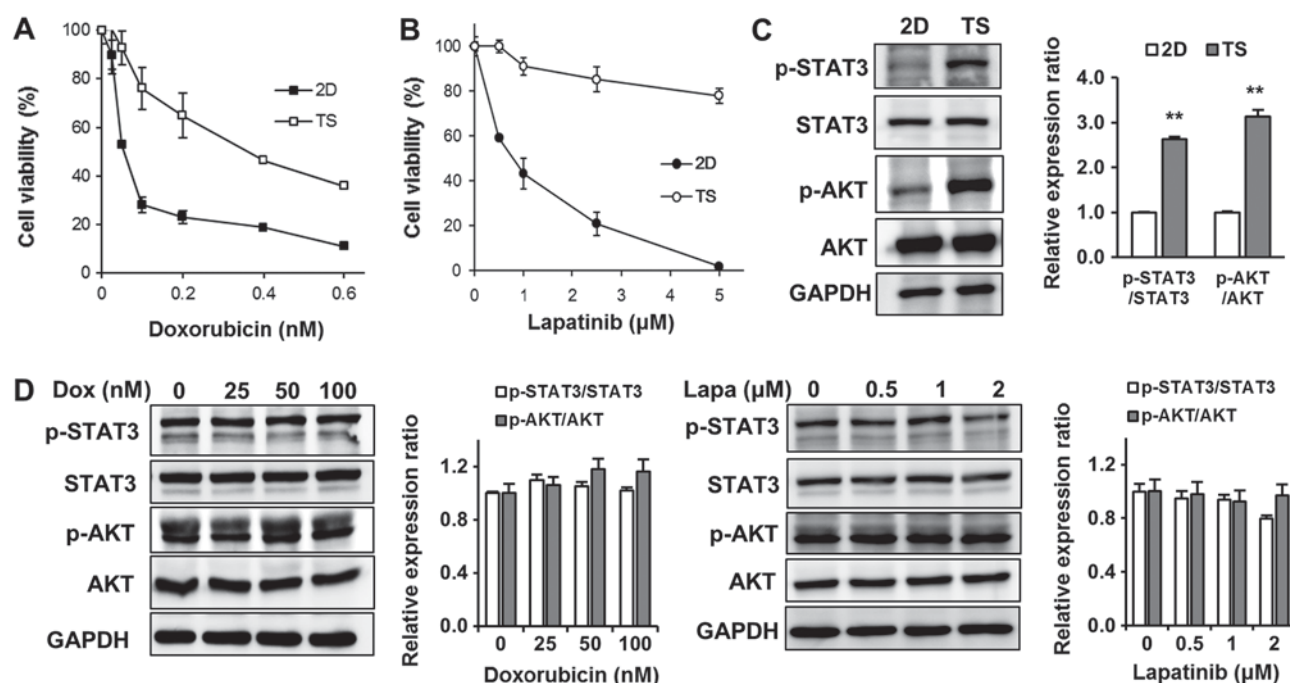 A
100
80
60
40
20
0
Cell viability (%)
2D
TS
0
0.2
0.4
0.6
Doxorubicin (nM)
B
100
80
60
40
20
0
Cell viability (%)
2D
TS
0
1
2
3
4
5
Lapatinib (µM)
C
2D TS
p-STAT3
STAT3
p-AKT
AKT
GAPDH
2D TS
Relative expression ratio
4.0
3.0
2.0
1.0
0.0
**
**
p-STAT3 p-AKT
/STAT3 /AKT
D
Dox (nM) 0 25 50 100
p-STAT3
STAT3
p-AKT
AKT
GAPDH
p-STAT3/STAT3
p-AKT/AKT
Relative expression ratio
1.2
0.8
0.4
0.0
0 25 50 100
Doxorubicin (nM)
Lapa (µM) 0 0.5 1 2
p-STAT3
STAT3
p-AKT
AKT
GAPDH
p-STAT3/STAT3
p-AKT/AKT
Relative expression ratio
1.2
0.8
0.4
0.0
0 0.5 1 2
Lapatinib (µM)